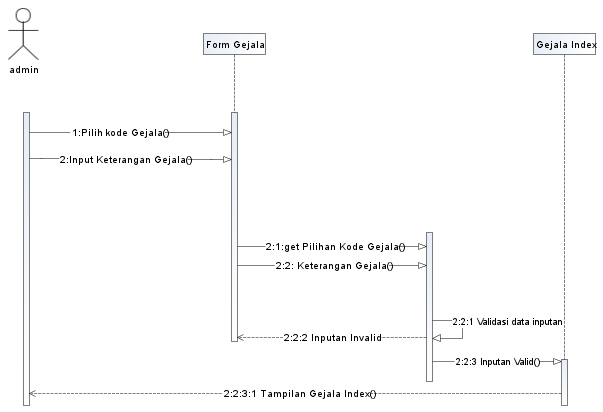 Form Gejala
Gejala Index
admin
1:Pilih kode Gejala()
2:Input Keterangan Gejala()
2:1:get Pilihan Kode Gejala()
2:2: Keterangan Gejala()
2:2:1 Validasi data inputan
2:2:2 Inputan Invalid
2:2:3 Inputan Valid()
2:2:3:1 Tampilan Gejala Index()